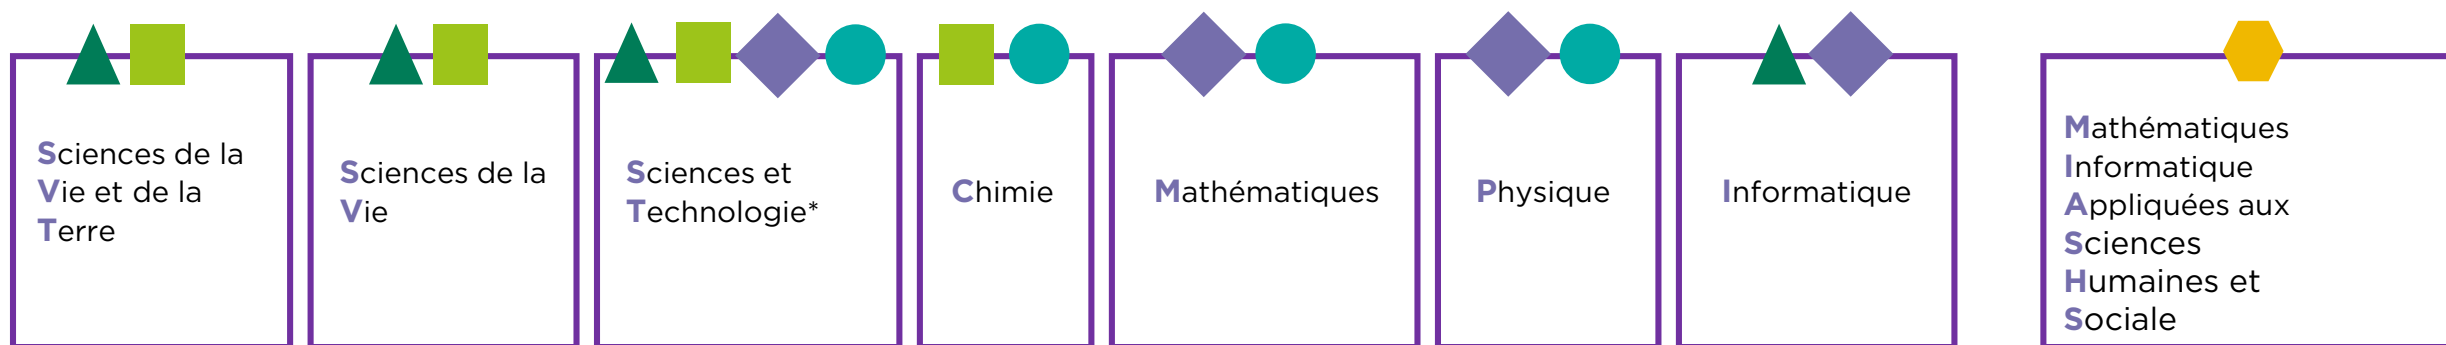 Sciences de la
Vie et de la
Terre
Sciences de la
Vie
Sciences et
Technologie*
Chimie
Mathématiques
Physique
Informatique
Mathématiques
Informatique
Appliquées aux
Sciences
Humaines et
Sociale